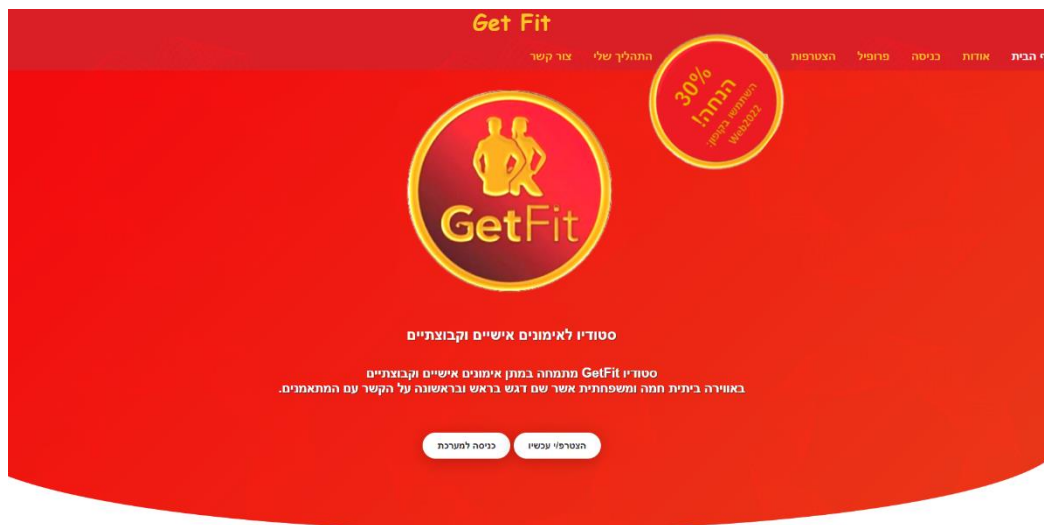 Get Fit
הבית אודות כניסה פרופיל הצטרפות התהליך שלי צור קשר
30%
הנחה!
השתמשו בקופון:
Web2022
GetFit
סטודיו לאימונים אישיים וקבוצתיים
סטודיו GetFit מתמחה במתן אימונים אישיים וקבוצתיים
באווירה ביתית חמה ומשפחתית אשר שם דגש בראש ובראשונה על הקשר עם המתאמנים.
הצטרפ/י עכשיו
כניסה למערכת